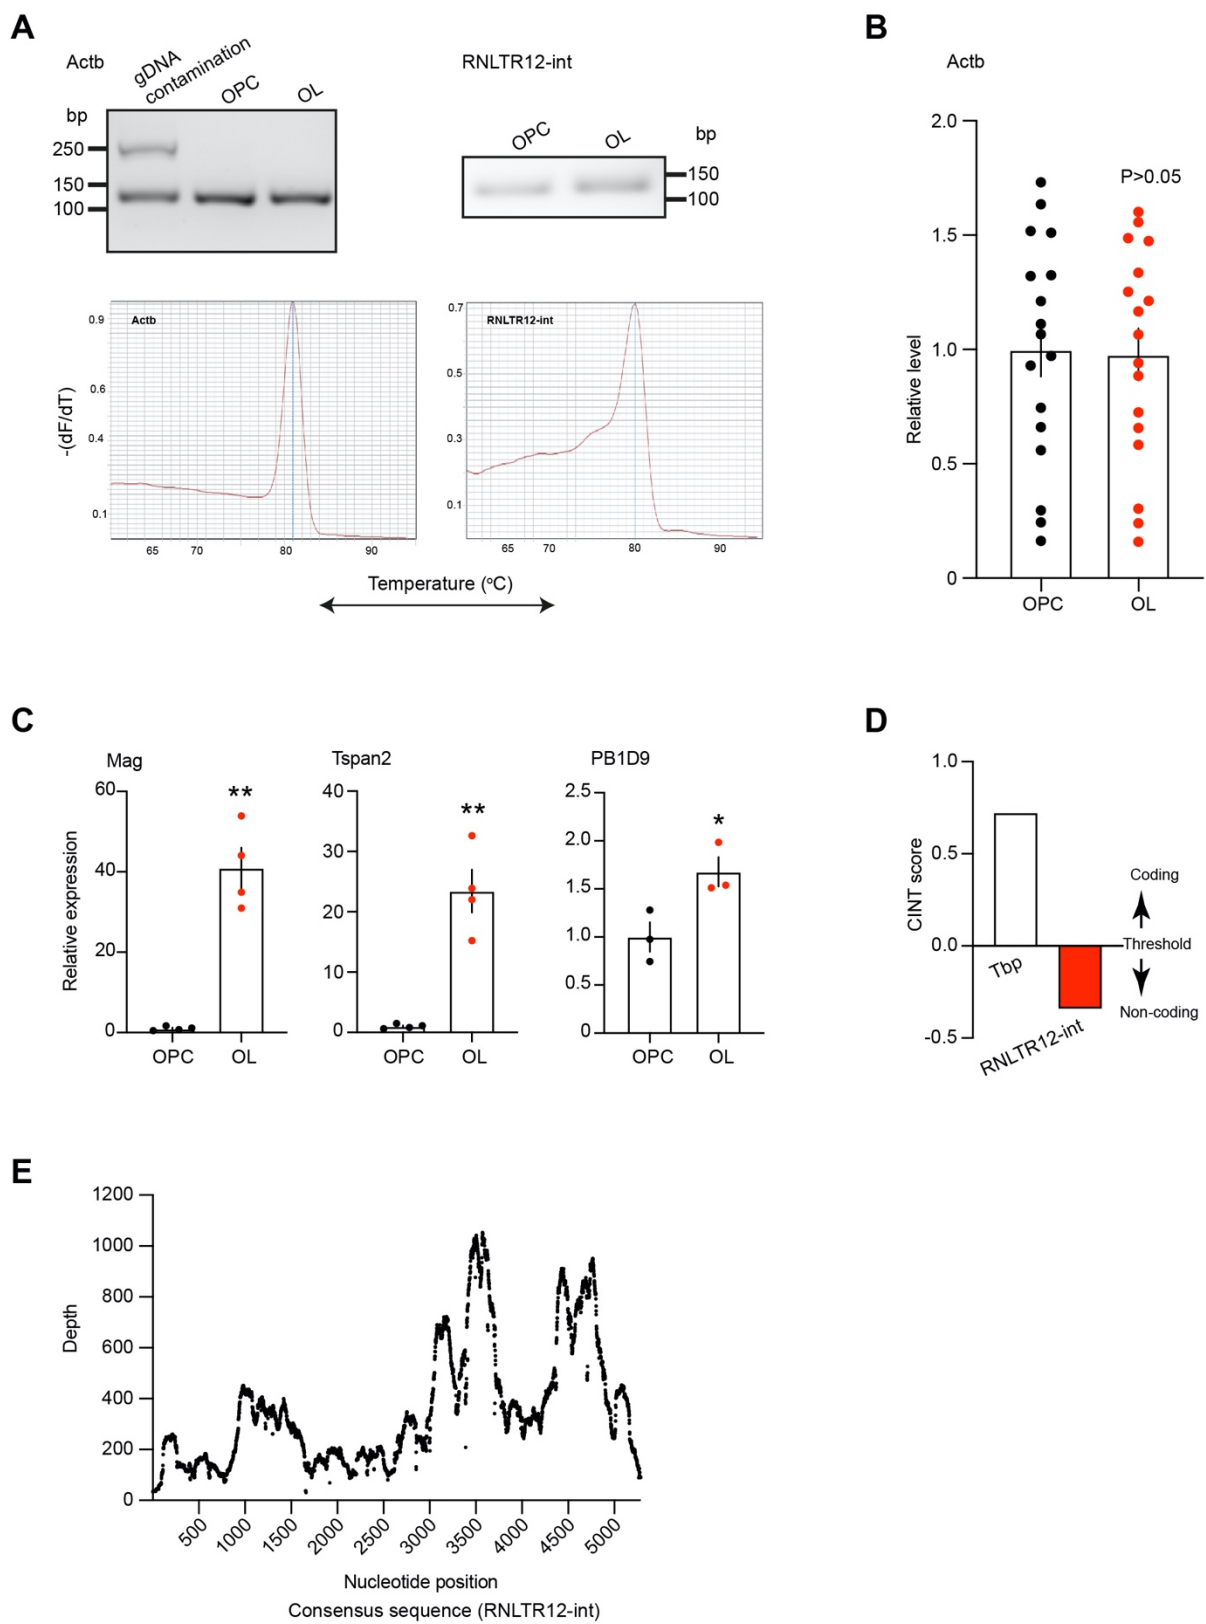 A
Actb
gDNA
contamination
OPC
OL
bp
250
150
100
RNLTR12-int
OPC
OL
bp
150
100
Actb
0.9
0.6
0.4
0.1
65 70 80 90
-(dF/dT)
RNLTR12-int
0.7
0.5
0.3
0.1
65 70 80 90
Temperature (°C)
B
Actb
P>0.05
2.0
1.5
1.0
0.5
0
Relative level
OPC OL
C
Mag
60
40
20
0
Relative expression
**
OPC OL
Tspan2
40
30
20
10
0
**
OPC OL
PB1D9
2.5
2.0
1.5
1.0
0.5
0
*
OPC OL
D
1.0
0.5
0.0
-0.5
CINT score
Tbp
RNLTR12-int
Coding
Threshold
Non-coding
E
1200
1000
800
600
400
200
0
Depth
500 1000 1500 2000 2500 3000 3500 4000 4500 5000
Nucleotide position
Consensus sequence (RNLTR12-int)